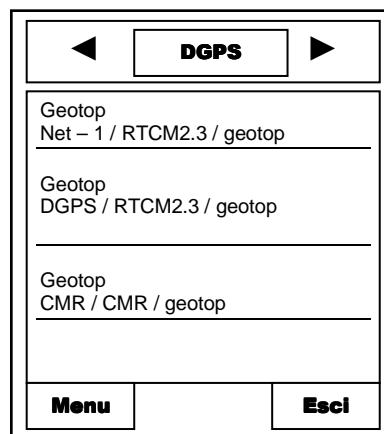 DGPS
Geotop
Net – 1 / RTCM2.3 / geotop
Geotop
DGPS / RTCM2.3 / geotop
Geotop
CMR / CMR / geotop
Menu
Esci